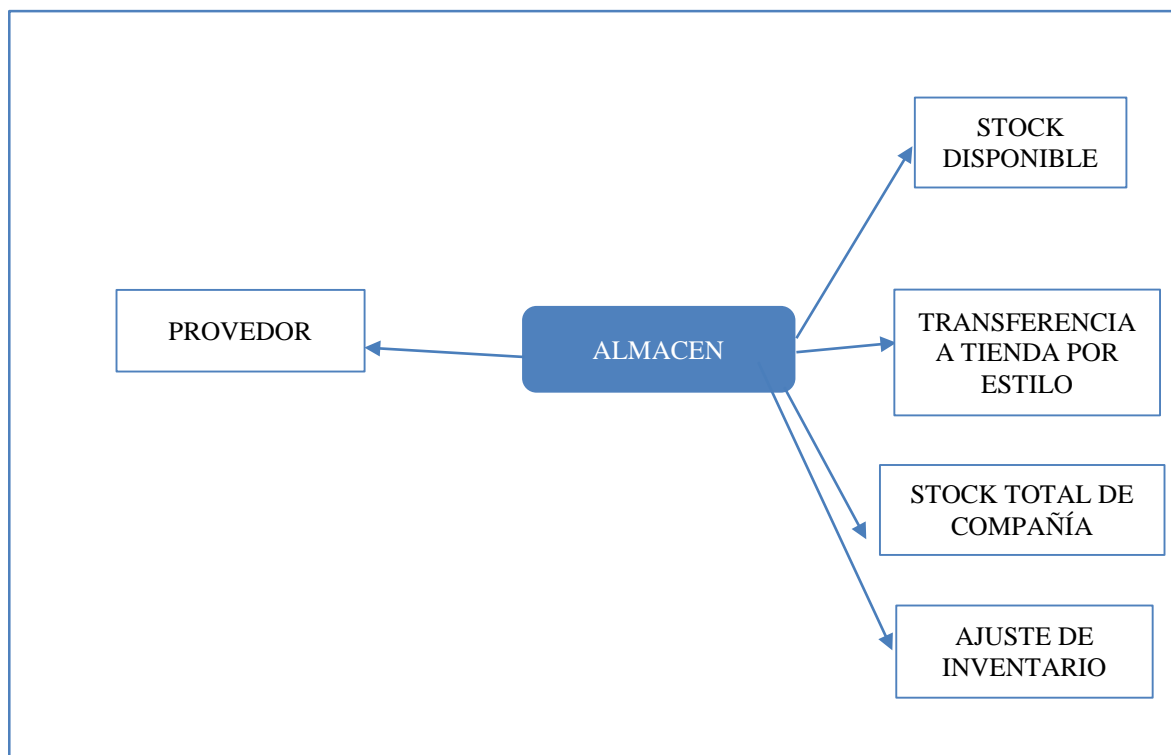 STOCK
DISPONIBLE
PROVEDOR
ALMACEN
TRANSFERENCIA
A TIENDA POR
ESTILO
STOCK TOTAL DE
COMPAÑÍA
AJUSTE DE
INVENTARIO